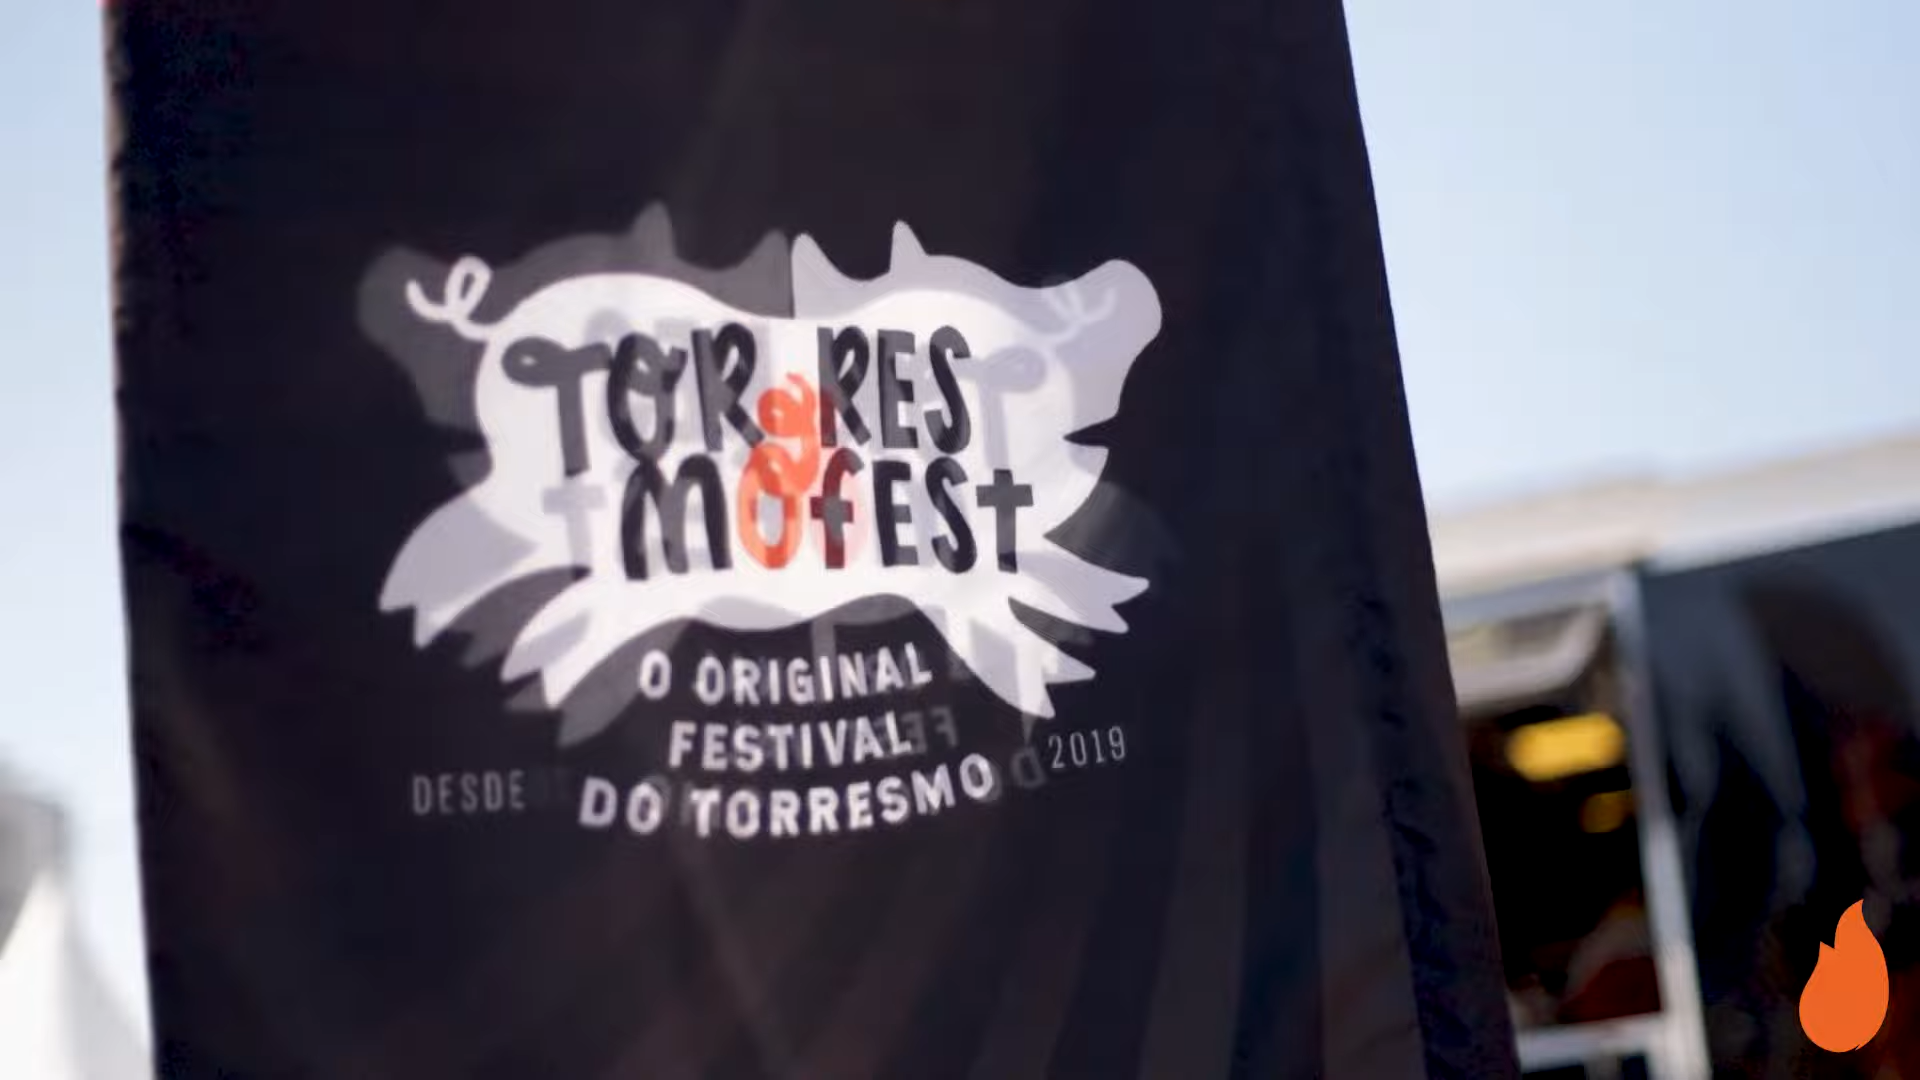 TORRES
MOFEST
O ORIGINAL
FESTIVAL
DO TORRESMO
DESDE 2019